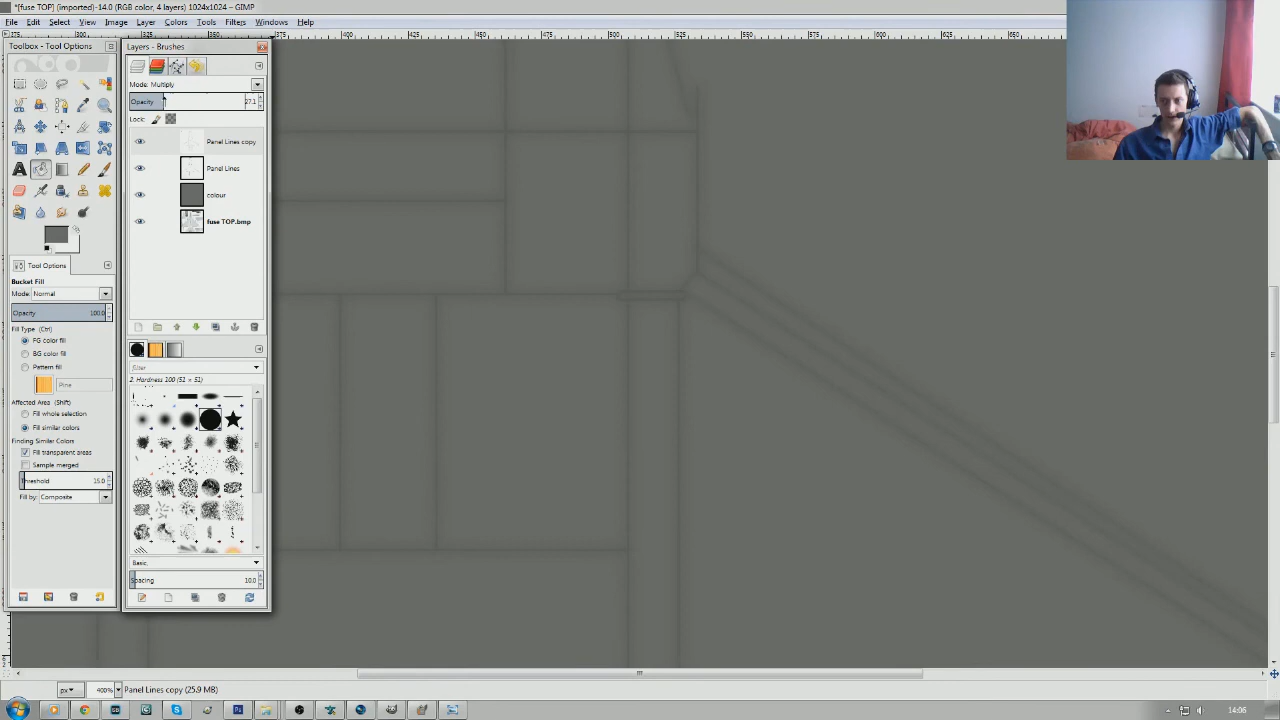 *[fuse TOP] (imported)-14.0 (RGB color, 4 layers) 1024x1024 – GIMP
File Edit Select View Image Layer Colors Tools Filters Windows Help
Toolbox - Tool Options
Layers - Brushes
Mode: Multiply
Opacity 27.1
Lock:
Panel Lines copy
Panel Lines
colour
fuse TOP.bmp
Tool Options
Bucket Fill
Mode: Normal
Opacity 100.0
Fill Type (Ctrl)
FG color fill
BG color fill
Pattern fill
Pine
Affected Area (Shift)
Fill whole selection
Fill similar colors
Finding Similar Colors
Fill transparent areas
Sample merged
Threshold 15.0
Fill by: Composite
filter
2. Hardness 100 (51 × 51)
Basic,
Spacing 10.0
px 400% Panel Lines copy (25.9 MB)
14:06